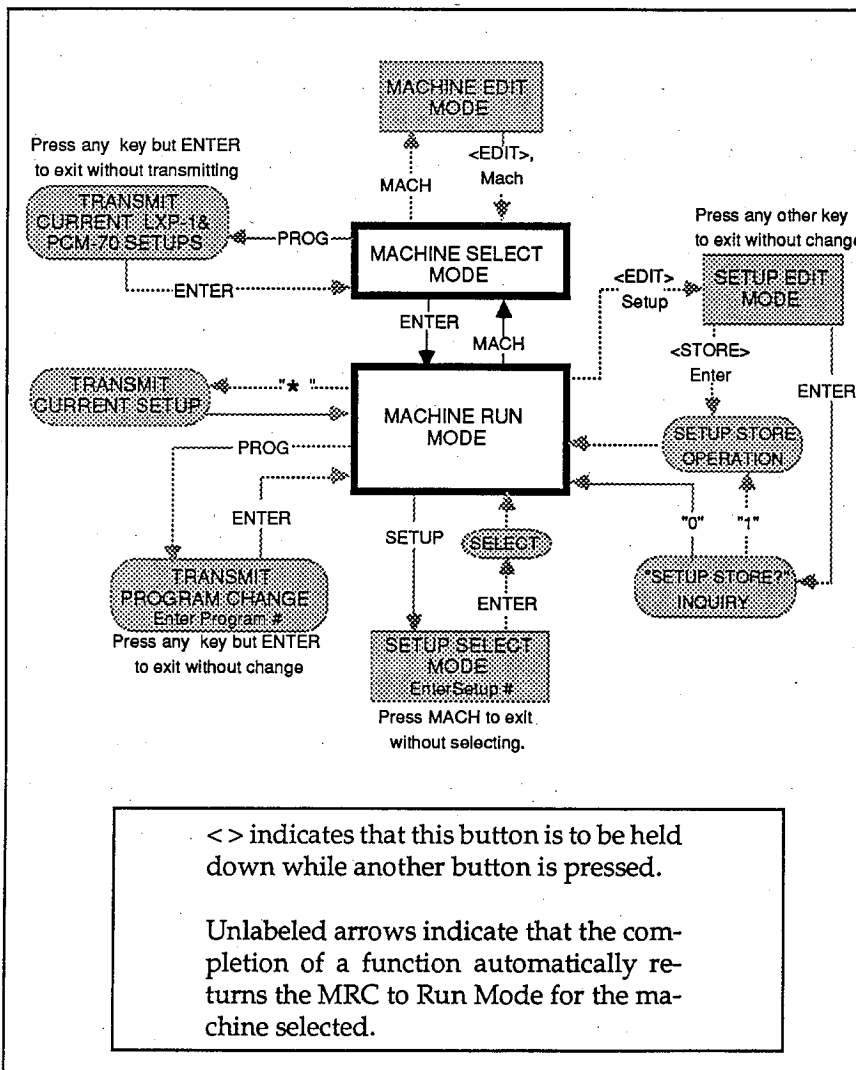 MACHINE EDIT
MODE
Press any key but ENTER
to exit without transmitting
<EDIT>,
Mach
MACH
TRANSMIT
CURRENT LXP-1&
PCM-70 SETUPS
PROG
ENTER
MACHINE SELECT
MODE
Press any other key
to exit without change
<EDIT>
Setup
SETUP EDIT
MODE
ENTER
MACH
<STORE>
Enter
ENTER
TRANSMIT
CURRENT SETUP
"* "
MACHINE RUN
MODE
SETUP STORE
OPERATION
PROG
ENTER
SETUP
SELECT
"0"
"1"
TRANSMIT
PROGRAM CHANGE
Enter Program #
Press any key but ENTER
to exit without change
ENTER
"SETUP STORE?"
INQUIRY
SETUP SELECT
MODE
EnterSetup #
Press MACH to exit
without selecting.
< > indicates that this button is to be held
down while another button is pressed.
Unlabeled arrows indicate that the com-
pletion of a function automatically re-
turns the MRC to Run Mode for the ma-
chine selected.